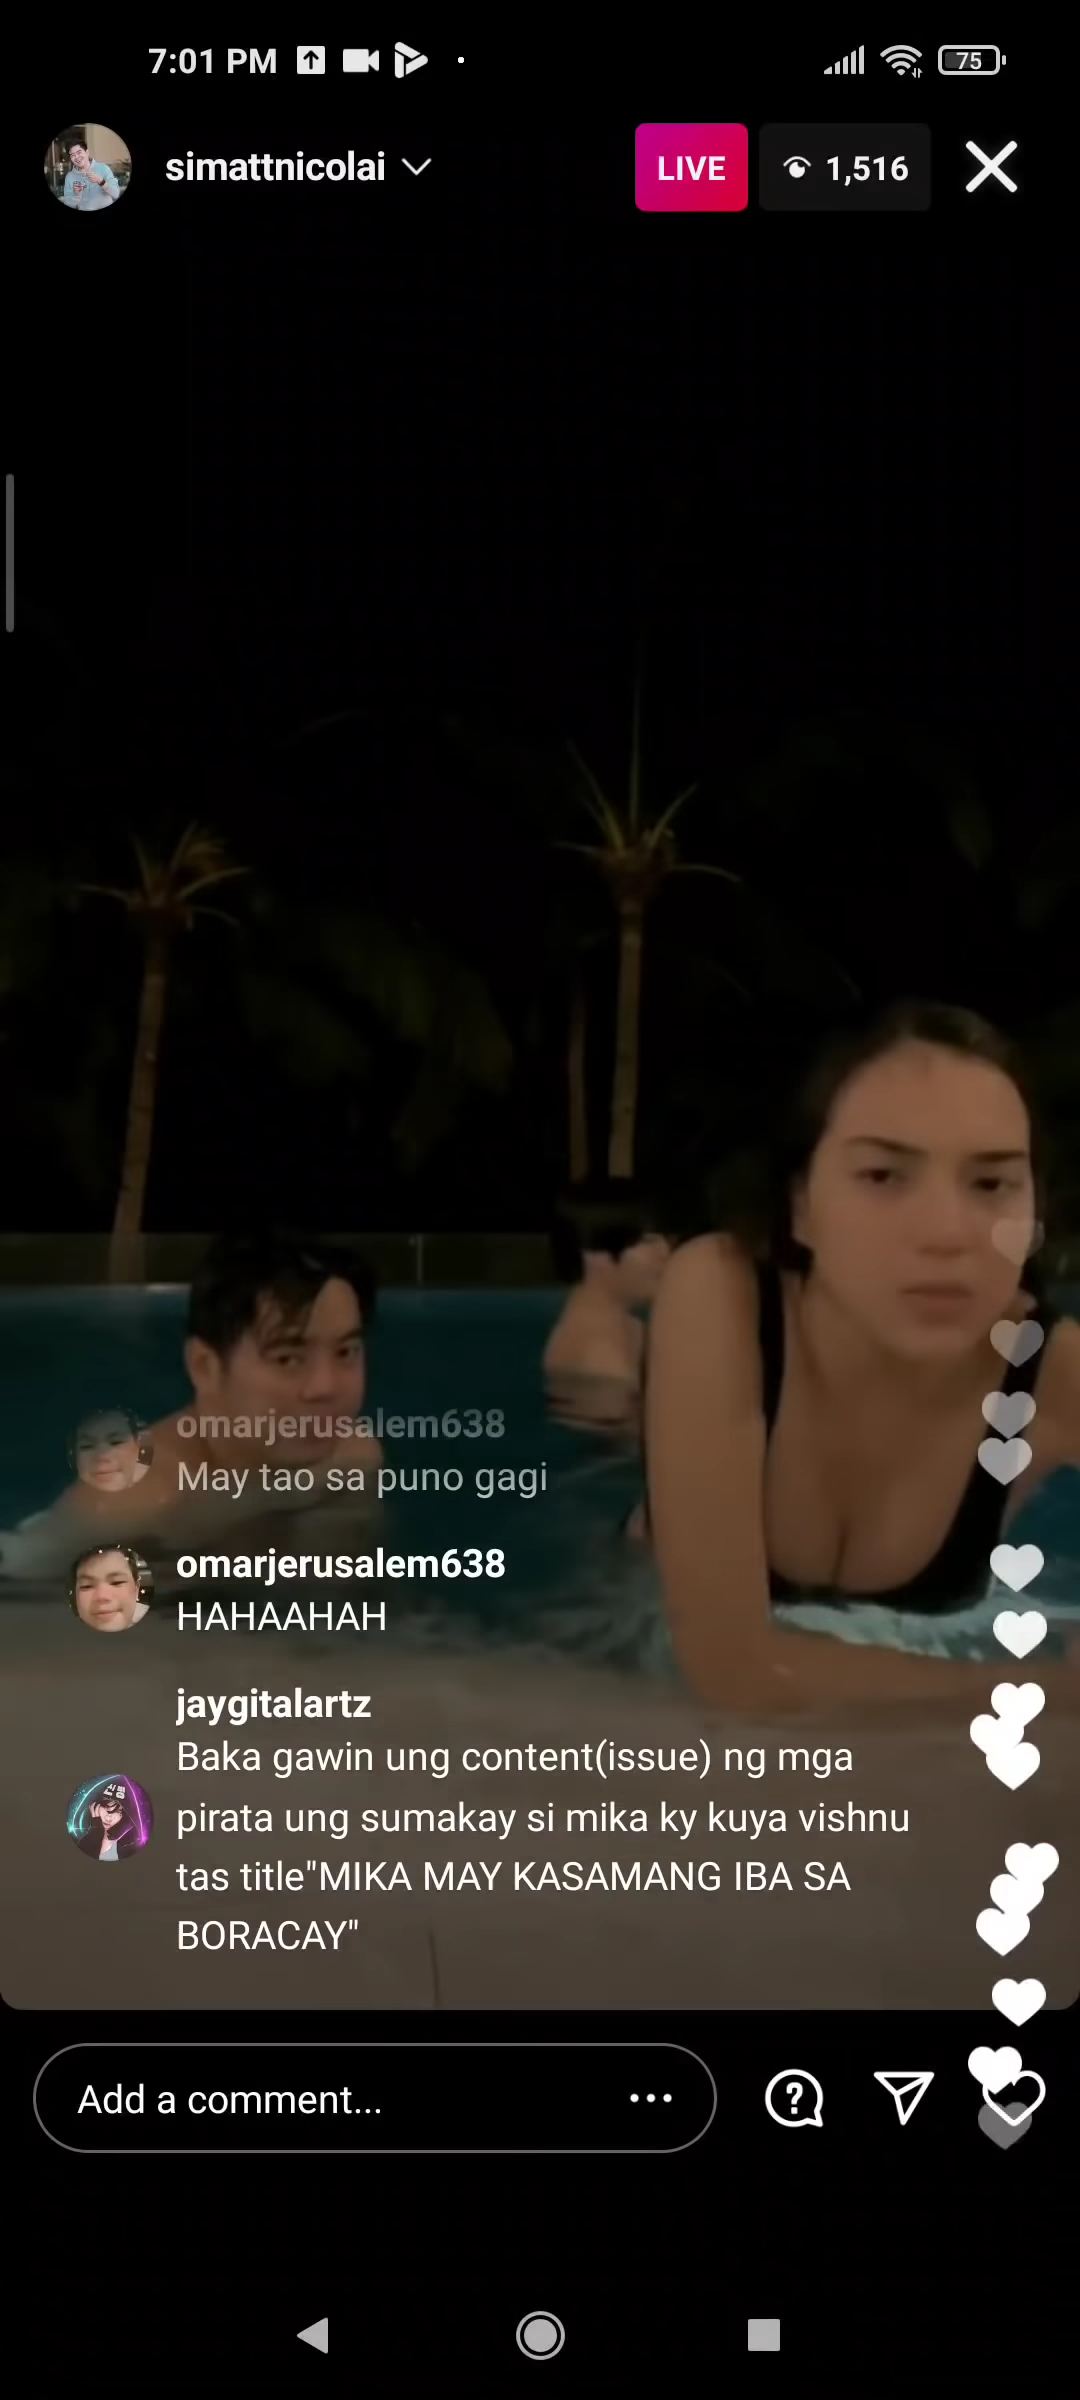 7:01 PM
75
simattnicolai
LIVE
1,516
omarjerusalem638
May tao sa puno gagi
omarjerusalem638
HAHAAHAH
jaygitalartz
Baka gawin ung content(issue) ng mga
pirata ung sumakay si mika ky kuya vishnu
tas title"MIKA MAY KASAMANG IBA SA
BORACAY"
Add a comment...